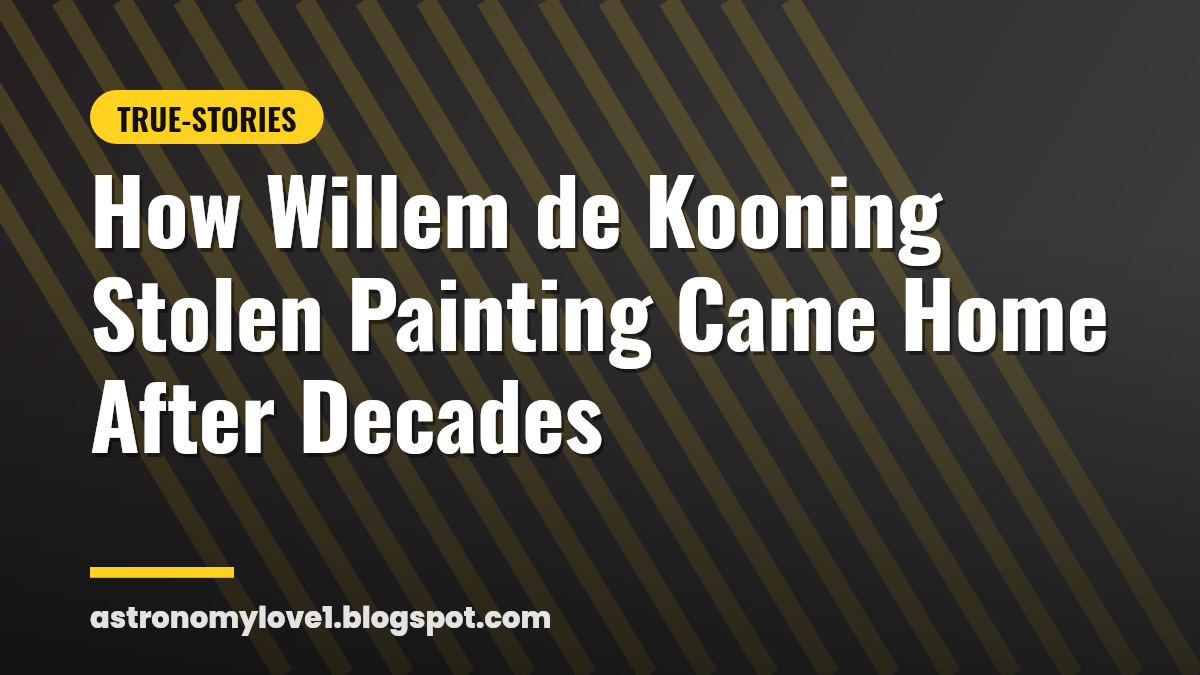 TRUE-STORIES
How Willem de Kooning
Stolen Painting Came Home
After Decades
astronomylove1.blogspot.com